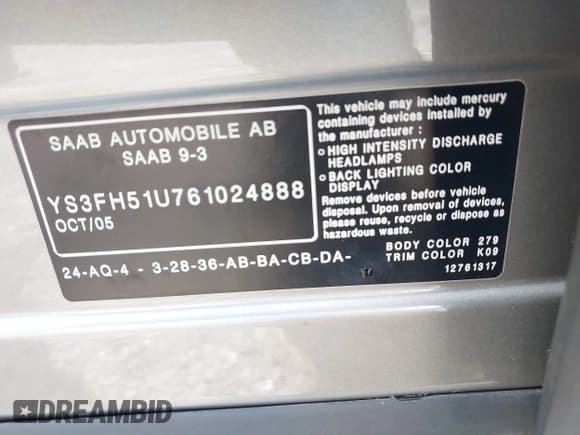 SAAB AUTOMOBILE AB
SAAB 9-3
YS3FH51U761024888
OCT/05
24-AQ-4 - 3-28-36-AB-BA-CB-DA-
This vehicle may include mercury
containing devices installed by
the manufacturer :
o HIGH INTENSITY DISCHARGE
HEADLAMPS
o BACK LIGHTING COLOR
DISPLAY
Remove devices before vehicle
disposal. Upon removal of devices,
please reuse, recycle or dispose as
hazardous waste.
BODY COLOR 279
TRIM COLOR K09
12761317
DREAMBID